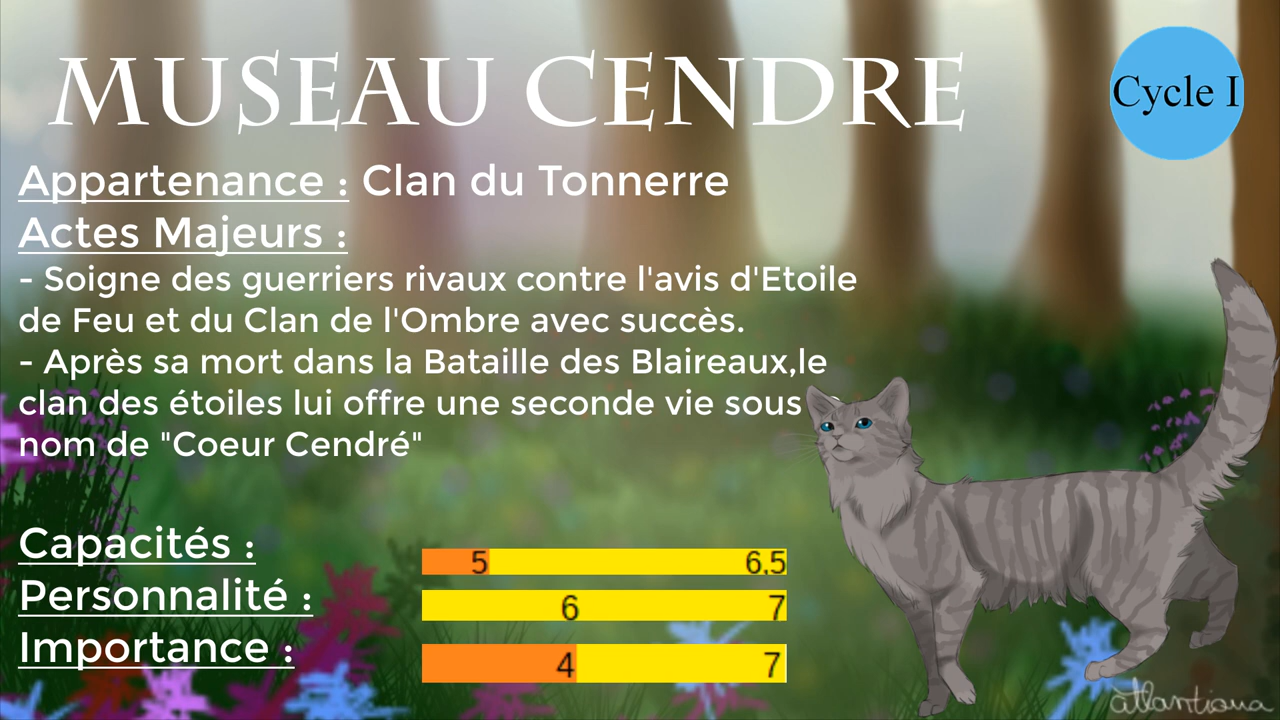 MUSEAU CENDRE
Cycle I
Appartenance : Clan du Tonnerre
Actes Majeurs :
- Soigne des guerriers rivaux contre l'avis d'Etoile
de Feu et du Clan de l'Ombre avec succès.
- Après sa mort dans la Bataille des Blaireaux,le
clan des étoiles lui offre une seconde vie sous
nom de "Coeur Cendré"
Capacités : 5 6,5
Personnalité : 6 7
Importance : 4 7
atlantiana